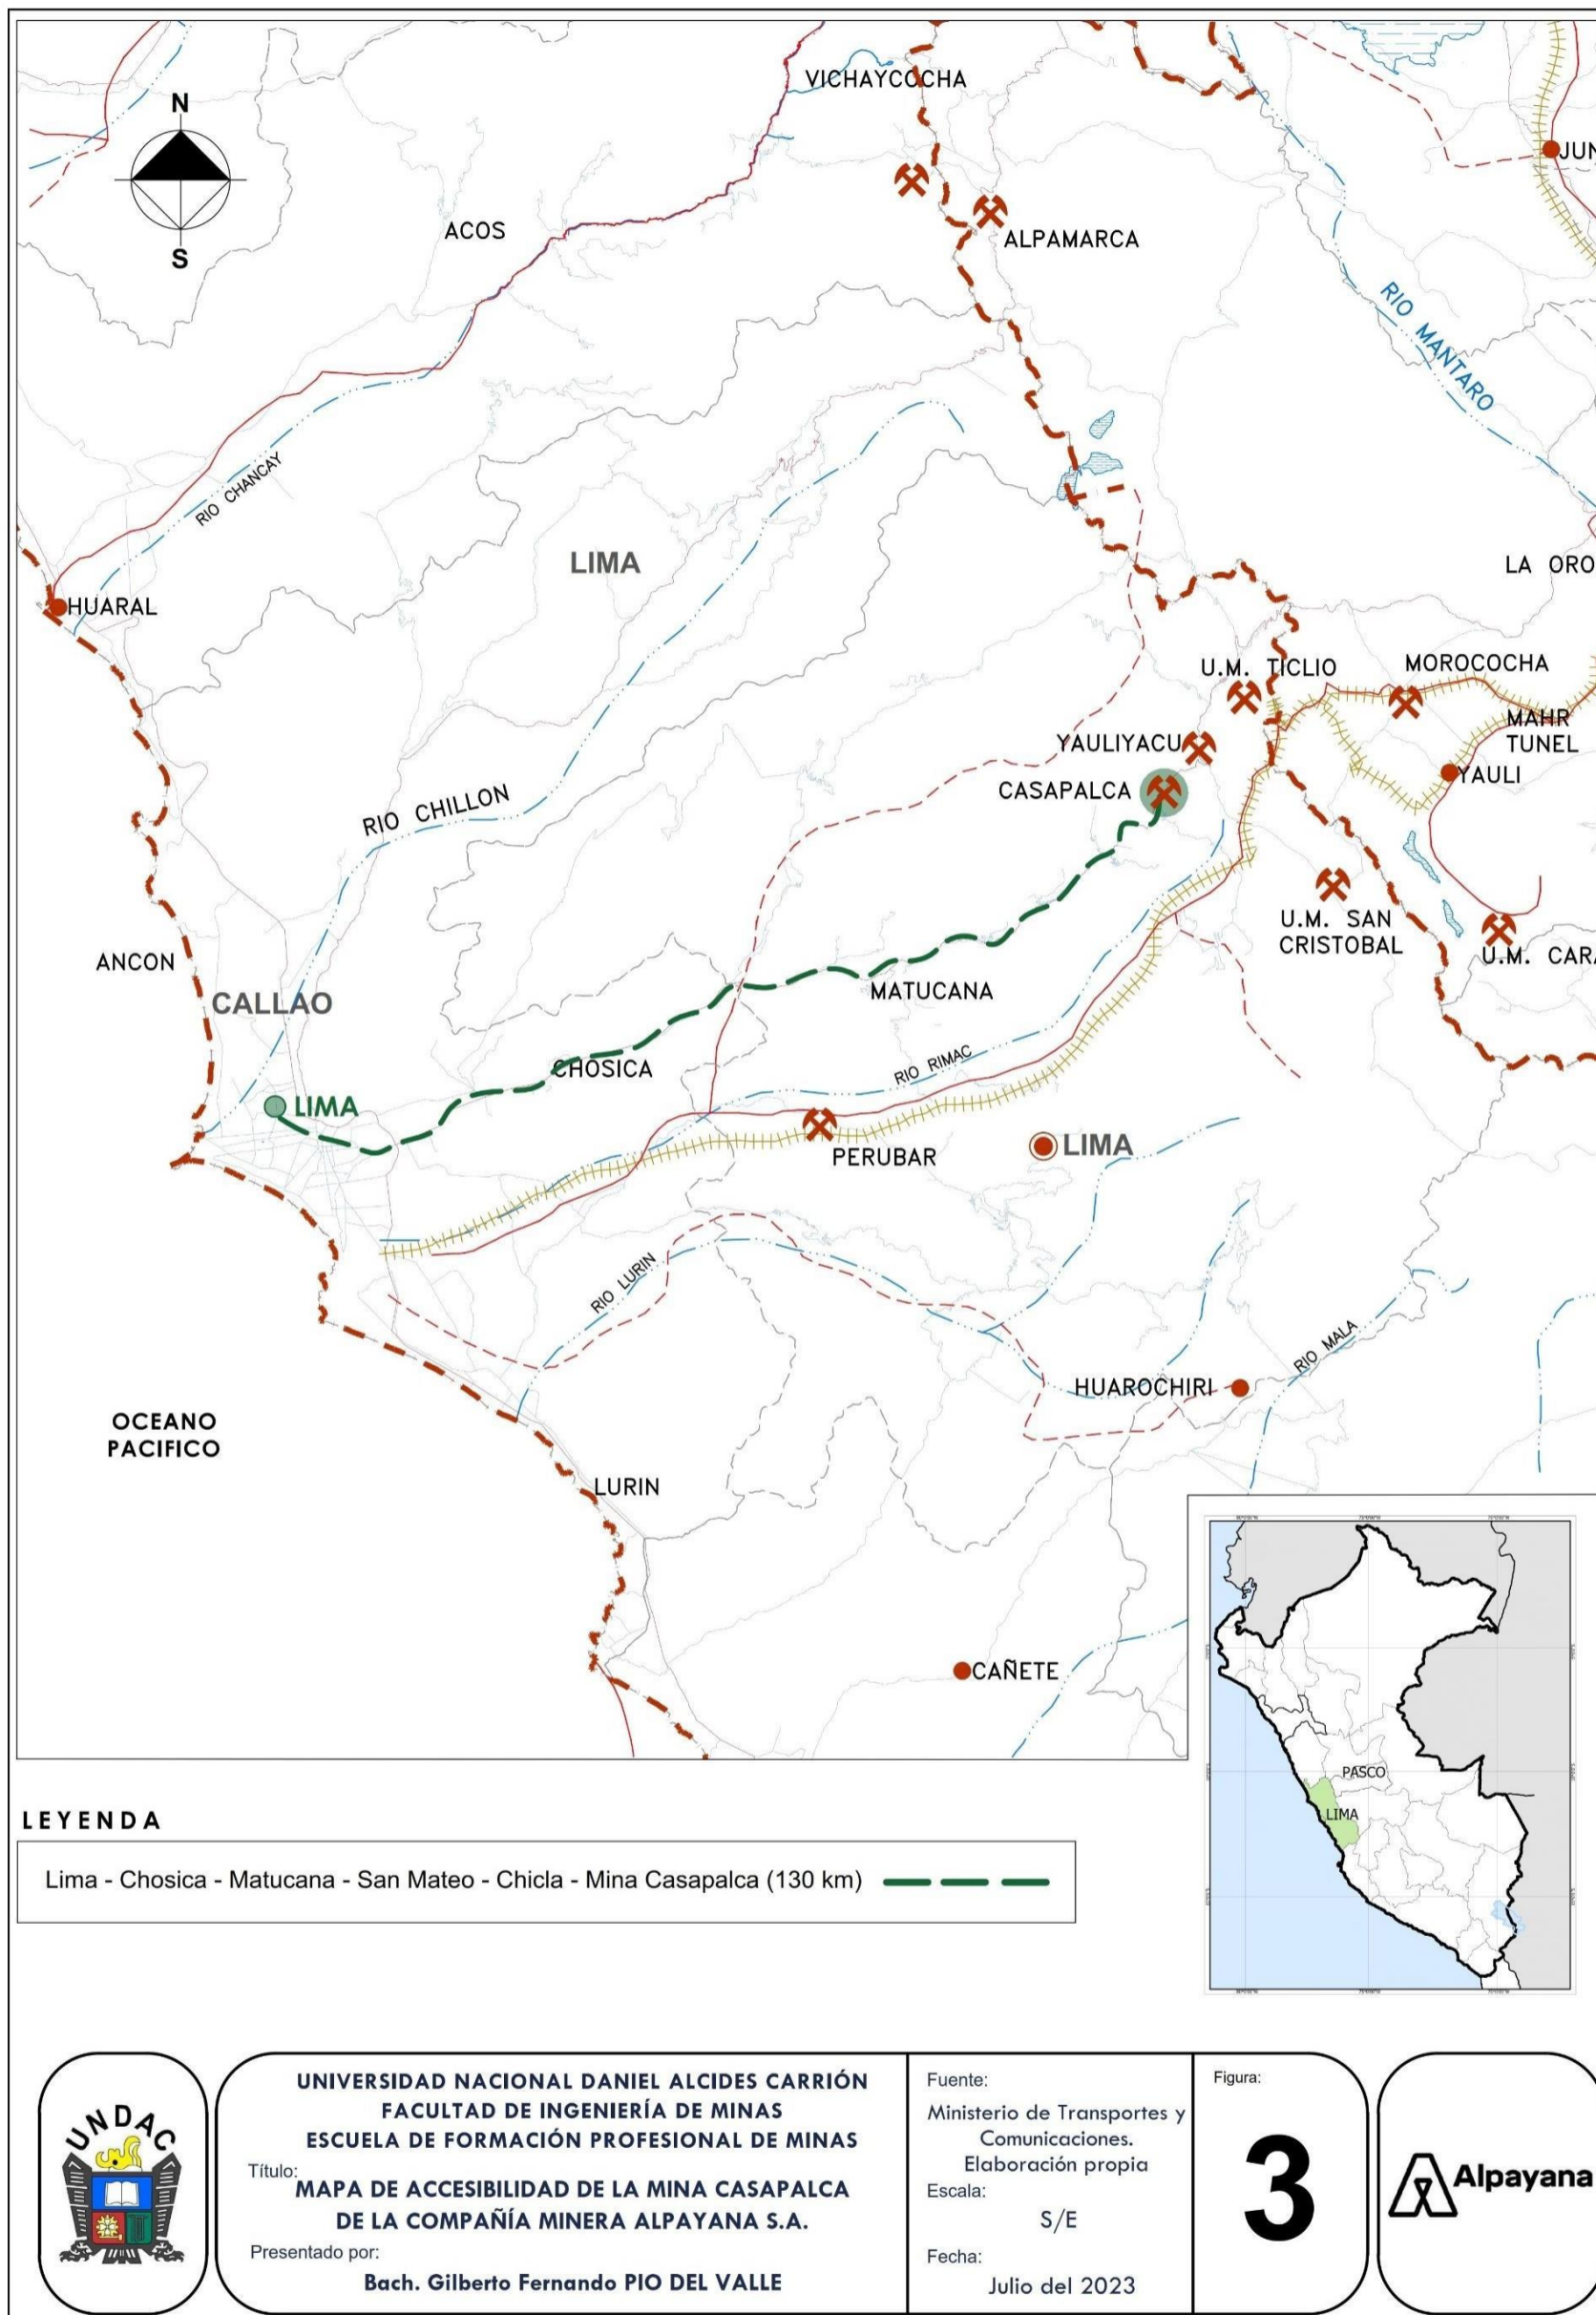 N
S
VICHAYCOCHA
JUN
ACOS
ALPAMARCA
RIO MANTARO
RIO CHANCAY
LIMA
LA ORO
HUARAL
U.M. TICLIO
MOROCOCHA
MAHR
TUNEL
YAULIYACU
YAULI
CASAPALCA
RIO CHILLON
U.M. SAN
CRISTOBAL
U.M. CARA
ANCON
CALLAO
MATUCANA
CHOSICA
RIO RIMAC
LIMA
PERUBAR
LIMA
RIO LURIN
RIO MALA
HUAROCHIRI
OCEANO
PACIFICO
LURIN
CAÑETE
PASCO
LIMA
LEYENDA
Lima - Chosica - Matucana - San Mateo - Chicla - Mina Casapalca (130 km)
UNDAC
UNIVERSIDAD NACIONAL DANIEL ALCIDES CARRIÓN
FACULTAD DE INGENIERÍA DE MINAS
ESCUELA DE FORMACIÓN PROFESIONAL DE MINAS
Título:
MAPA DE ACCESIBILIDAD DE LA MINA CASAPALCA
DE LA COMPAÑÍA MINERA ALPAYANA S.A.
Presentado por:
Bach. Gilberto Fernando PIO DEL VALLE
Fuente:
Ministerio de Transportes y
Comunicaciones.
Elaboración propia
Escala:
S/E
Fecha:
Julio del 2023
Figura:
3
Alpayana